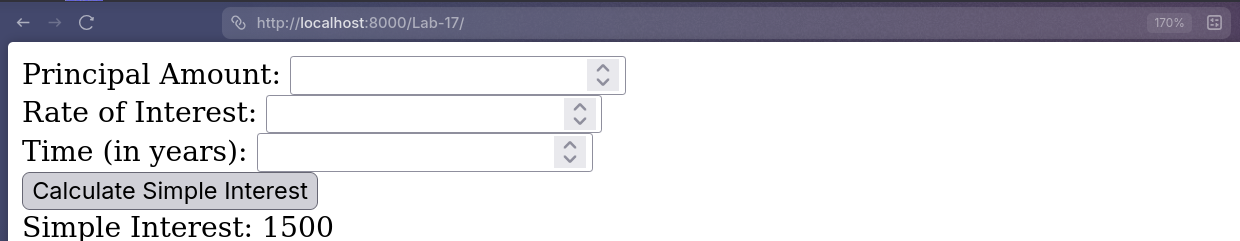 http://localhost:8000/Lab-17/
170%
Principal Amount:
Rate of Interest:
Time (in years):
Calculate Simple Interest
Simple Interest: 1500